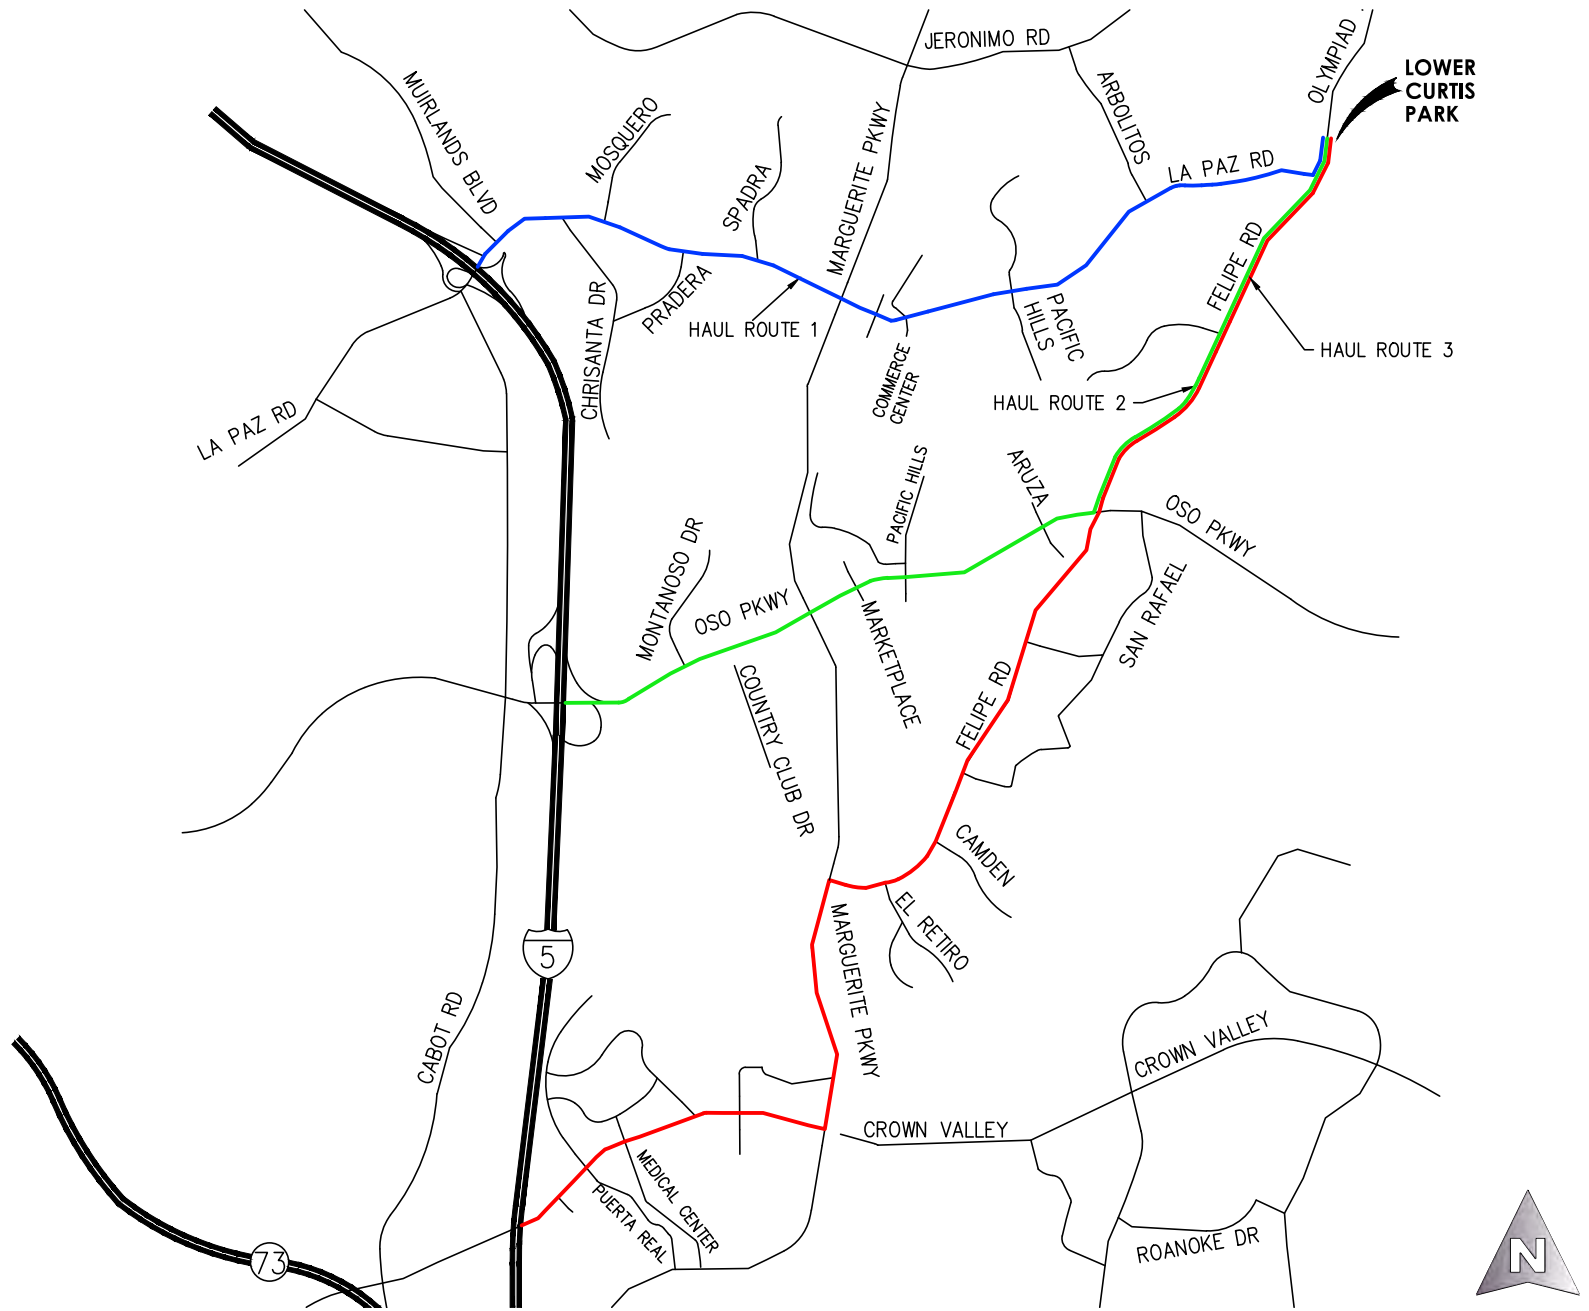 JERONIMO RD
OLYMPIAD
LOWER
CURTIS
PARK
MUIRLANDS BLVD
MOSQUERO
ARBOLITOS
MARGUERITE PKWY
SPADRA
LA PAZ RD
FELIPE RD
CHRISANTA DR
PRADERA
HAUL ROUTE 1
PACIFIC
HILLS
COMMERCE
CENTER
HAUL ROUTE 3
HAUL ROUTE 2
LA PAZ RD
PACIFIC HILLS
ARUZA
OSO PKWY
MONTANOSO DR
OSO PKWY
MARKETPLACE
SAN RAFAEL
COUNTRY CLUB DR
FELIPE RD
CAMDEN
EL RETIRO
5
MARGUERITE PKWY
CABOT RD
CROWN VALLEY
CROWN VALLEY
MEDICAL CENTER
PUERTA REAL
ROANOKE DR
73
N